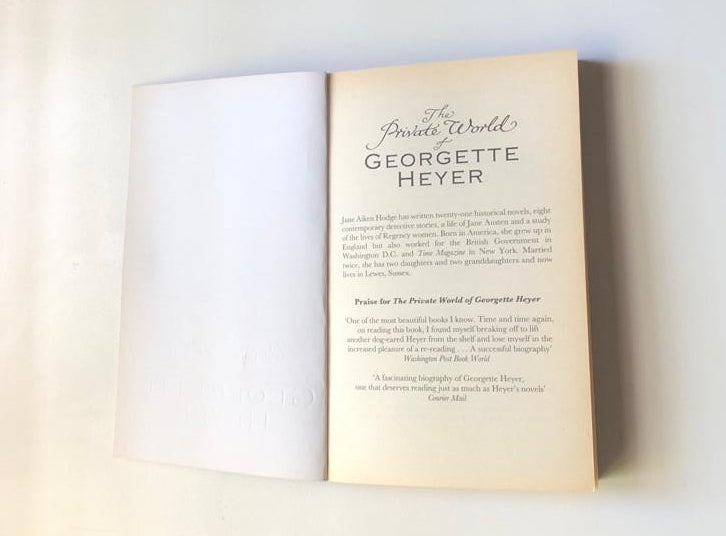 The
Private World
of
GEORGETTE
HEYER
Jane Aiken Hodge has written twenty-one historical novels, eight
contemporary detective stories, a life of Jane Austen and a study
of the lives of Regency women. Born in America, she grew up in
England but also worked for the British Government in
Washington D.C. and Time Magazine in New York. Married
twice, she has two daughters and two granddaughters and now
lives in Lewes, Sussex.
Praise for The Private World of Georgette Heyer
'One of the most beautiful books I know. Time and time again,
on reading this book, I found myself breaking off to lift
another dog-eared Heyer from the shelf and lose myself in the
increased pleasure of a re-reading . . . A successful biography'
Washington Post Book World
'A fascinating biography of Georgette Heyer,
one that deserves reading just as much as Heyer's novels'
Courier Mail